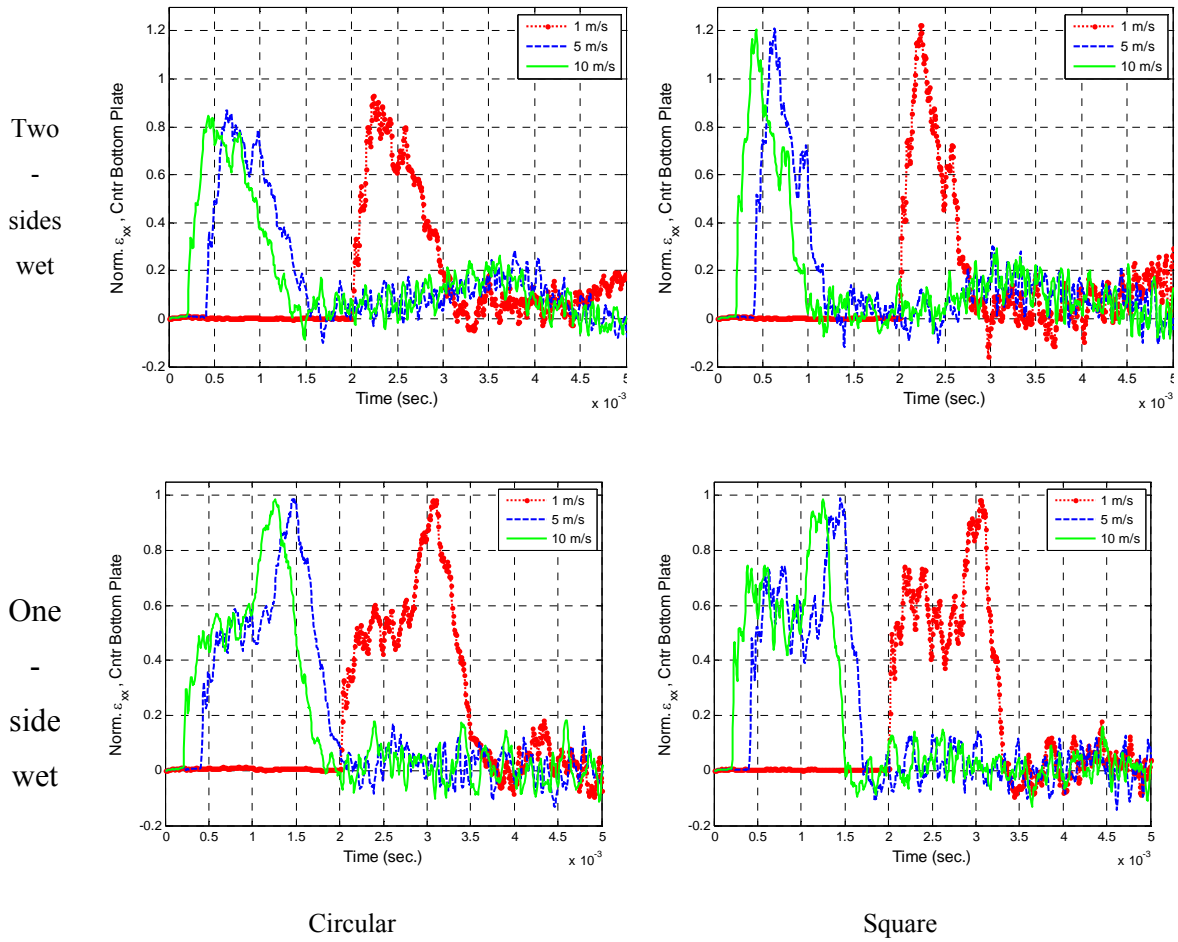 Two
-
sides
wet
Norm. εxx , Cntr Bottom Plate
1.2
1
0.8
0.6
0.4
0.2
0
-0.2
1 m/s
5 m/s
10 m/s
0 0.5 1 1.5 2 2.5 3 3.5 4 4.5 5
Time (sec.)
x 10-3
Norm. εxx , Cntr Bottom Plate
1.2
1
0.8
0.6
0.4
0.2
0
-0.2
1 m/s
5 m/s
10 m/s
0 0.5 1 1.5 2 2.5 3 3.5 4 4.5 5
Time (sec.)
x 10-3
One
-
side
wet
Norm. εxx , Cntr Bottom Plate
1
0.8
0.6
0.4
0.2
0
-0.2
1 m/s
5 m/s
10 m/s
0 0.5 1 1.5 2 2.5 3 3.5 4 4.5 5
Time (sec.)
x 10-3
Norm. εxx , Cntr Bottom Plate
1
0.8
0.6
0.4
0.2
0
-0.2
1 m/s
5 m/s
10 m/s
0 0.5 1 1.5 2 2.5 3 3.5 4 4.5 5
Time (sec.)
x 10-3
Circular
Square